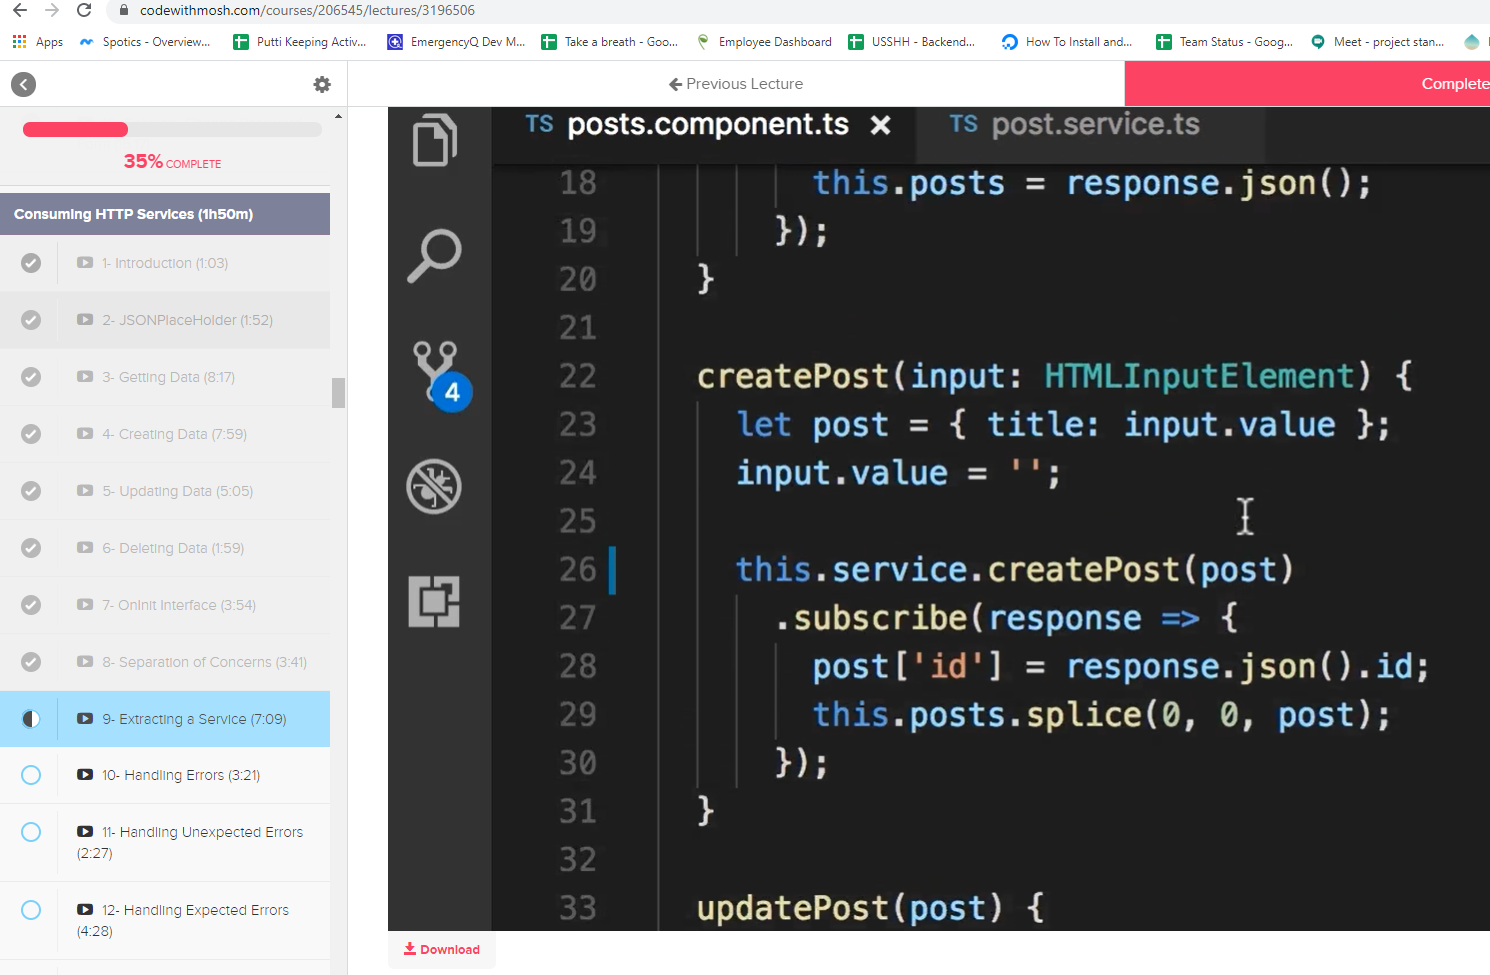 codewithmosh.com/courses/206545/lectures/3196506
Apps Spotics - Overview... Putti Keeping Activ... EmergencyQ Dev M... Take a breath - Goo... Employee Dashboard USSHH - Backend... How To Install and... Team Status - Goog... Meet - project stan...
Previous Lecture
Complete
35% COMPLETE
Consuming HTTP Services (1h50m)
1- Introduction (1:03)
2- JSONPlaceHolder (1:52)
3- Getting Data (8:17)
4- Creating Data (7:59)
5- Updating Data (5:05)
6- Deleting Data (1:59)
7- OnInit Interface (3:54)
8- Separation of Concerns (3:41)
9- Extracting a Service (7:09)
10- Handling Errors (3:21)
11- Handling Unexpected Errors
(2:27)
12- Handling Expected Errors
(4:28)
TS posts.component.ts × TS post.service.ts
4
18 this.posts = response.json();
19 });
20 }
21
22 createPost(input: HTMLInputElement) {
23 let post = { title: input.value };
24 input.value = '';
25
26 this.service.createPost(post)
27 .subscribe(response => {
28 post['id'] = response.json().id;
29 this.posts.splice(0, 0, post);
30 });
31 }
32
33 updatePost(post) {
Download